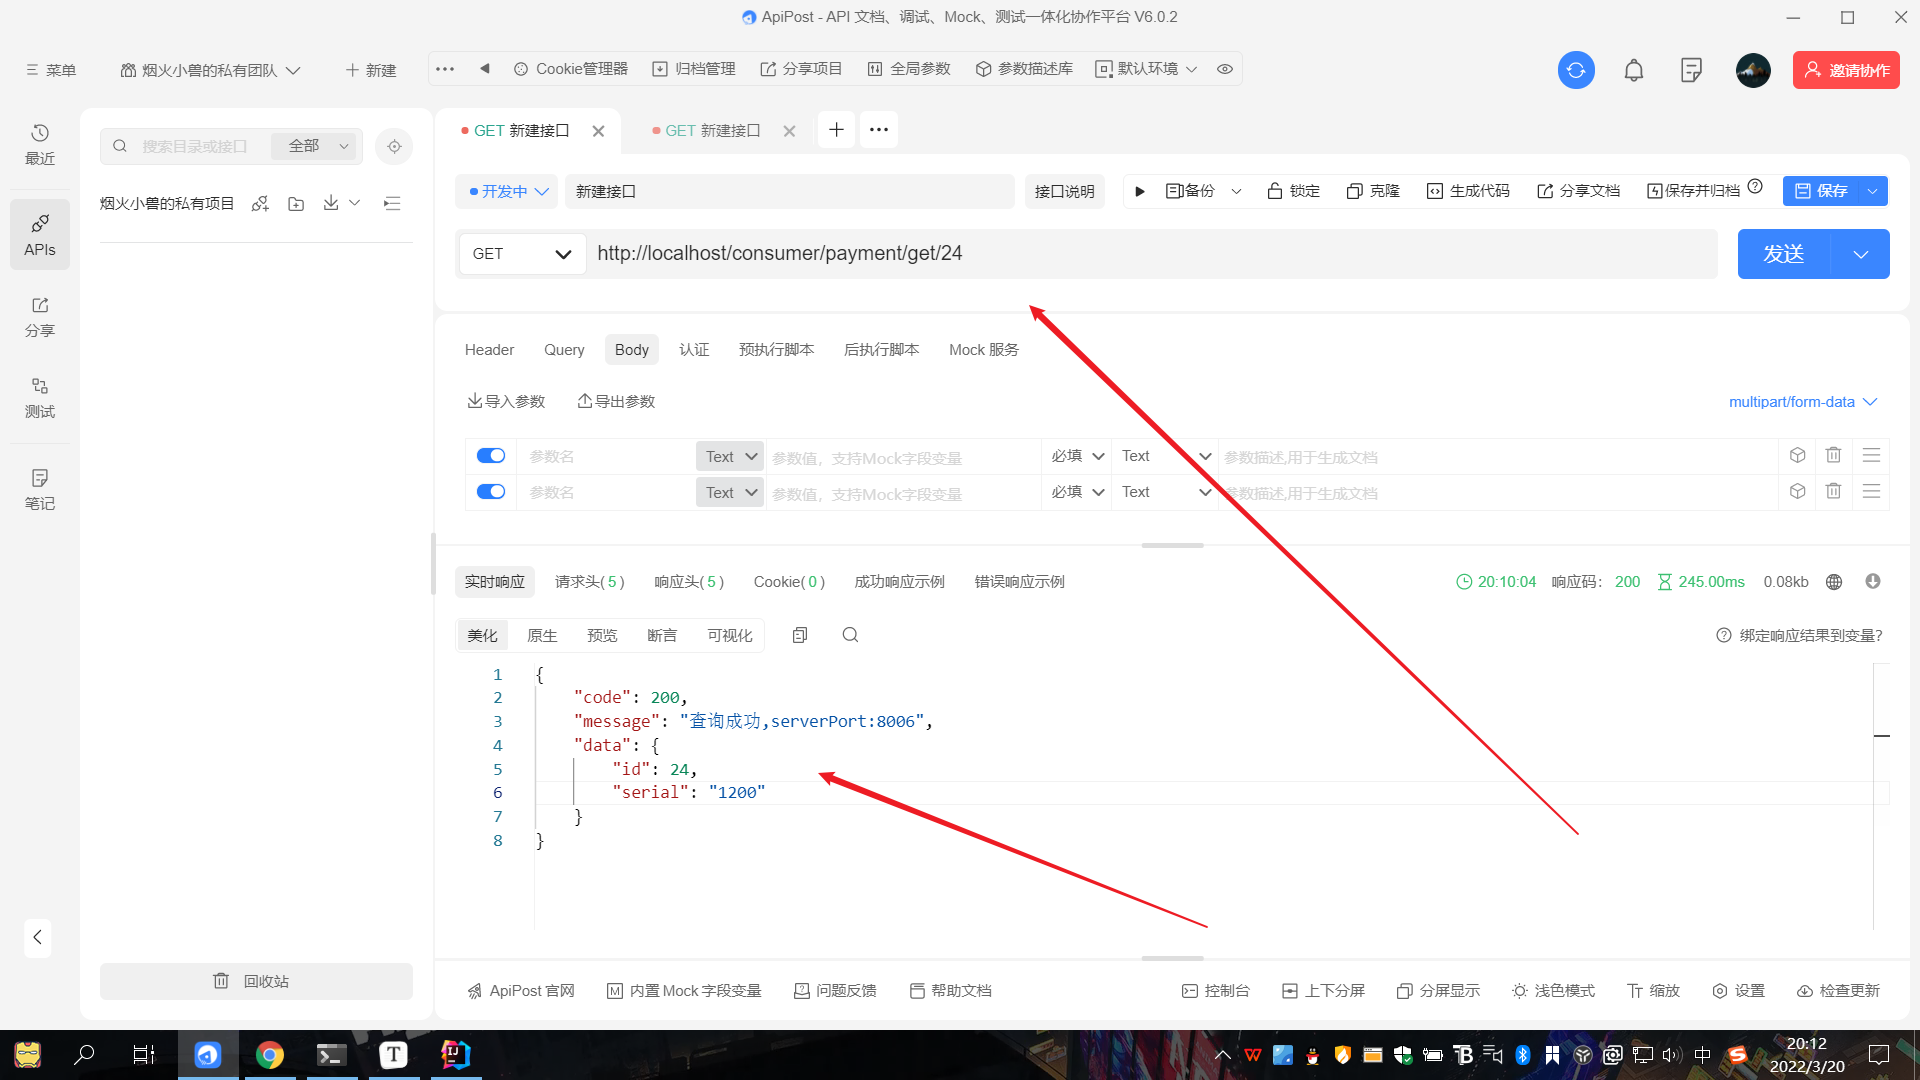 ApiPost - API 文档、调试、Mock、测试一体化协作平台 V6.0.2
菜单 烟火小兽的私有团队 新建 Cookie管理器 归档管理 分享项目 全局参数 参数描述库 默认环境 邀请协作
最近
APIs
分享
测试
笔记
搜索目录或接口 全部
烟火小兽的私有项目
回收站
GET 新建接口 GET 新建接口
开发中 新建接口 接口说明 备份 锁定 克隆 生成代码 分享文档 保存并归档 保存
GET http://localhost/consumer/payment/get/24 发送
Header Query Body 认证 预执行脚本 后执行脚本 Mock 服务
导入参数 导出参数 multipart/form-data
参数名 Text 参数值，支持Mock字段变量 必填 Text 参数描述,用于生成文档
参数名 Text 参数值，支持Mock字段变量 必填 Text 参数描述,用于生成文档
实时响应 请求头( 5 ) 响应头( 5 ) Cookie( 0 ) 成功响应示例 错误响应示例 20:10:04 响应码： 200 245.00ms 0.08kb
美化 原生 预览 断言 可视化 绑定响应结果到变量?
1 {
2 "code": 200,
3 "message": "查询成功,serverPort:8006",
4 "data": {
5 "id": 24,
6 "serial": "1200"
7 }
8 }
ApiPost 官网 内置 Mock 字段变量 问题反馈 帮助文档 控制台 上下分屏 分屏显示 浅色模式 缩放 设置 检查更新
中 20:12
2022/3/20